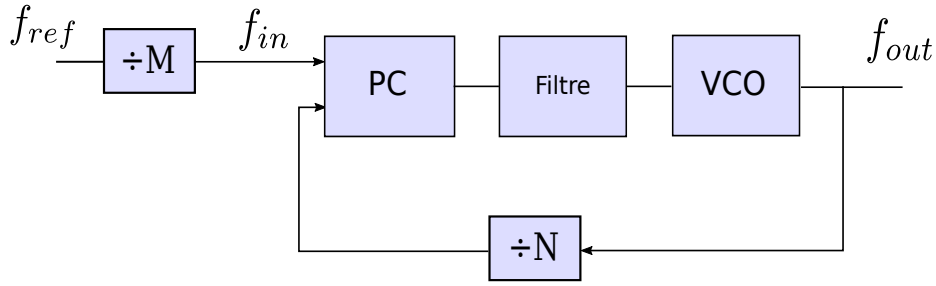 f_ref
÷M
f_in
PC
Filtre
VCO
f_out
÷N